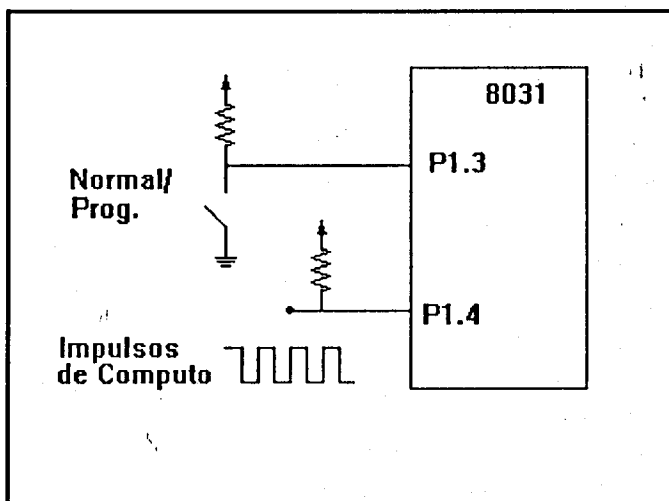 8031
P1.3
Normal/
Prog.
P1.4
Impulsos
de Computo